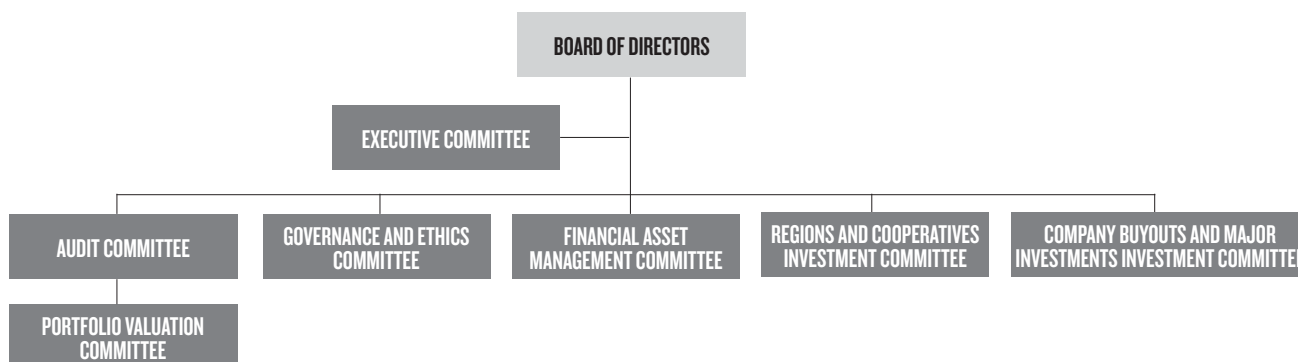 BOARD OF DIRECTORS
EXECUTIVE COMMITTEE
AUDIT COMMITTEE
GOVERNANCE AND ETHICS
COMMITTEE
FINANCIAL ASSET
MANAGEMENT COMMITTEE
REGIONS AND COOPERATIVES
INVESTMENT COMMITTEE
COMPANY BUYOUTS AND MAJOR
INVESTMENTS INVESTMENT COMMITTEE
PORTFOLIO VALUATION
COMMITTEE